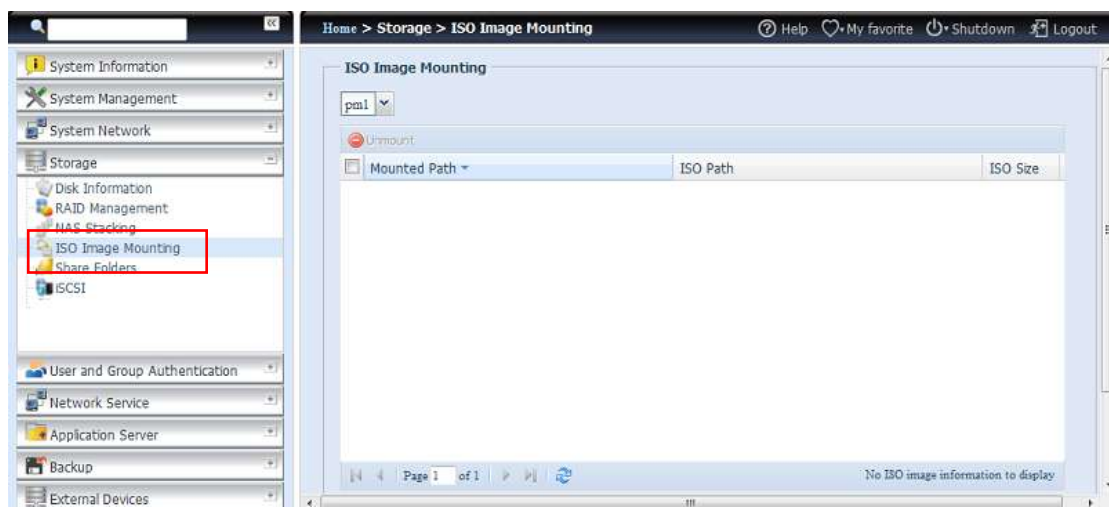 Home > Storage > ISO Image Mounting
Help My favorite Shutdown Logout
System Information
System Management
System Network
Storage
Disk Information
RAID Management
NAS Stacking
ISO Image Mounting
Share Folders
iSCSI
User and Group Authentication
Network Service
Application Server
Backup
External Devices
ISO Image Mounting
pm1
Unmount
Mounted Path ISO Path ISO Size
Page 1 of 1 No ISO image information to display